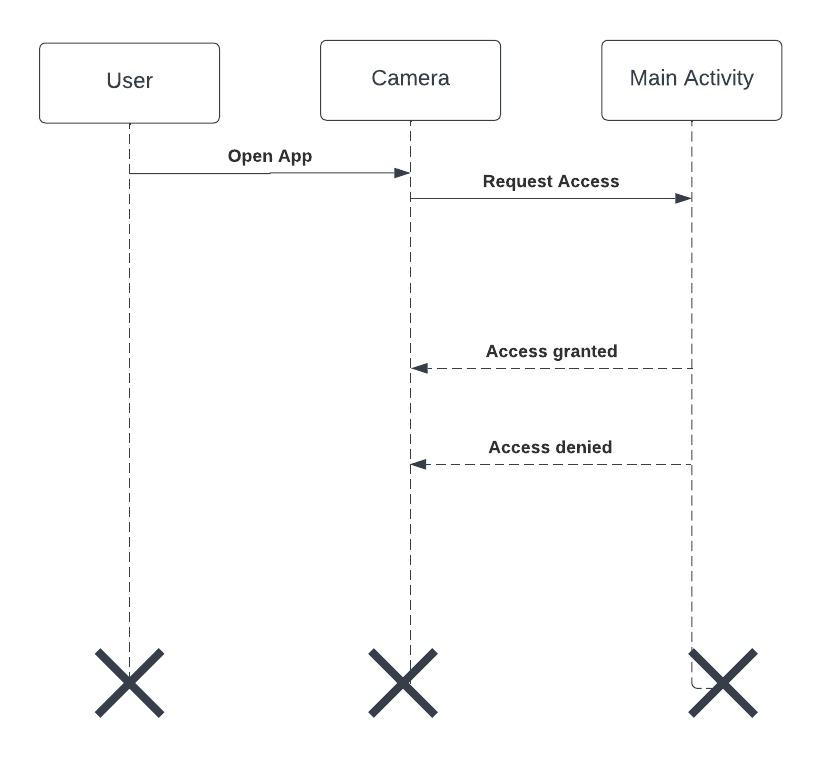 User
Camera
Main Activity
Open App
Request Access
Access granted
Access denied